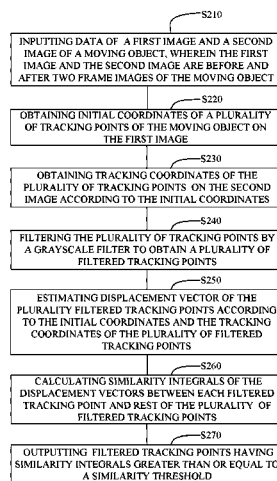 S210
INPUTTING DATA OF A FIRST IMAGE AND A SECOND
IMAGE OF A MOVING OBJECT, WHEREIN THE FIRST
IMAGE AND THE SECOND IMAGE ARE BEFORE AND
AFTER TWO FRAME IMAGES OF THE MOVING OBJECT
S220
OBTAINING INITIAL COORDINATES OF A PLURALITY
OF TRACKING POINTS OF THE MOVING OBJECT ON
THE FIRST IMAGE
S230
OBTAINING TRACKING COORDINATES OF THE
PLURALITY OF TRACKING POINTS ON THE SECOND
IMAGE ACCORDING TO THE INITIAL COORDINATES
S240
FILTERING THE PLURALITY OF TRACKING POINTS BY
A GRAYSCALE FILTER TO OBTAIN A PLURALITY OF
FILTERED TRACKING POINTS
S250
ESTIMATING DISPLACEMENT VECTOR OF THE
PLURALITY FILTERED TRACKING POINTS ACCORDING
TO THE INITIAL COORDINATES AND THE TRACKING
COORDINATES OF THE PLURALITY OF FILTERED
TRACKING POINTS
S260
CALCULATING SIMILARITY INTEGRALS OF THE
DISPLACEMENT VECTORS BETWEEN EACH FILTERED
TRACKING POINT AND REST OF THE PLURALITY OF
FILTERED TRACKING POINTS
S270
OUTPUTTING FILTERED TRACKING POINTS HAVING
SIMILARITY INTEGRALS GREATER THAN OR EQUAL TO
A SIMILARITY THRESHOLD